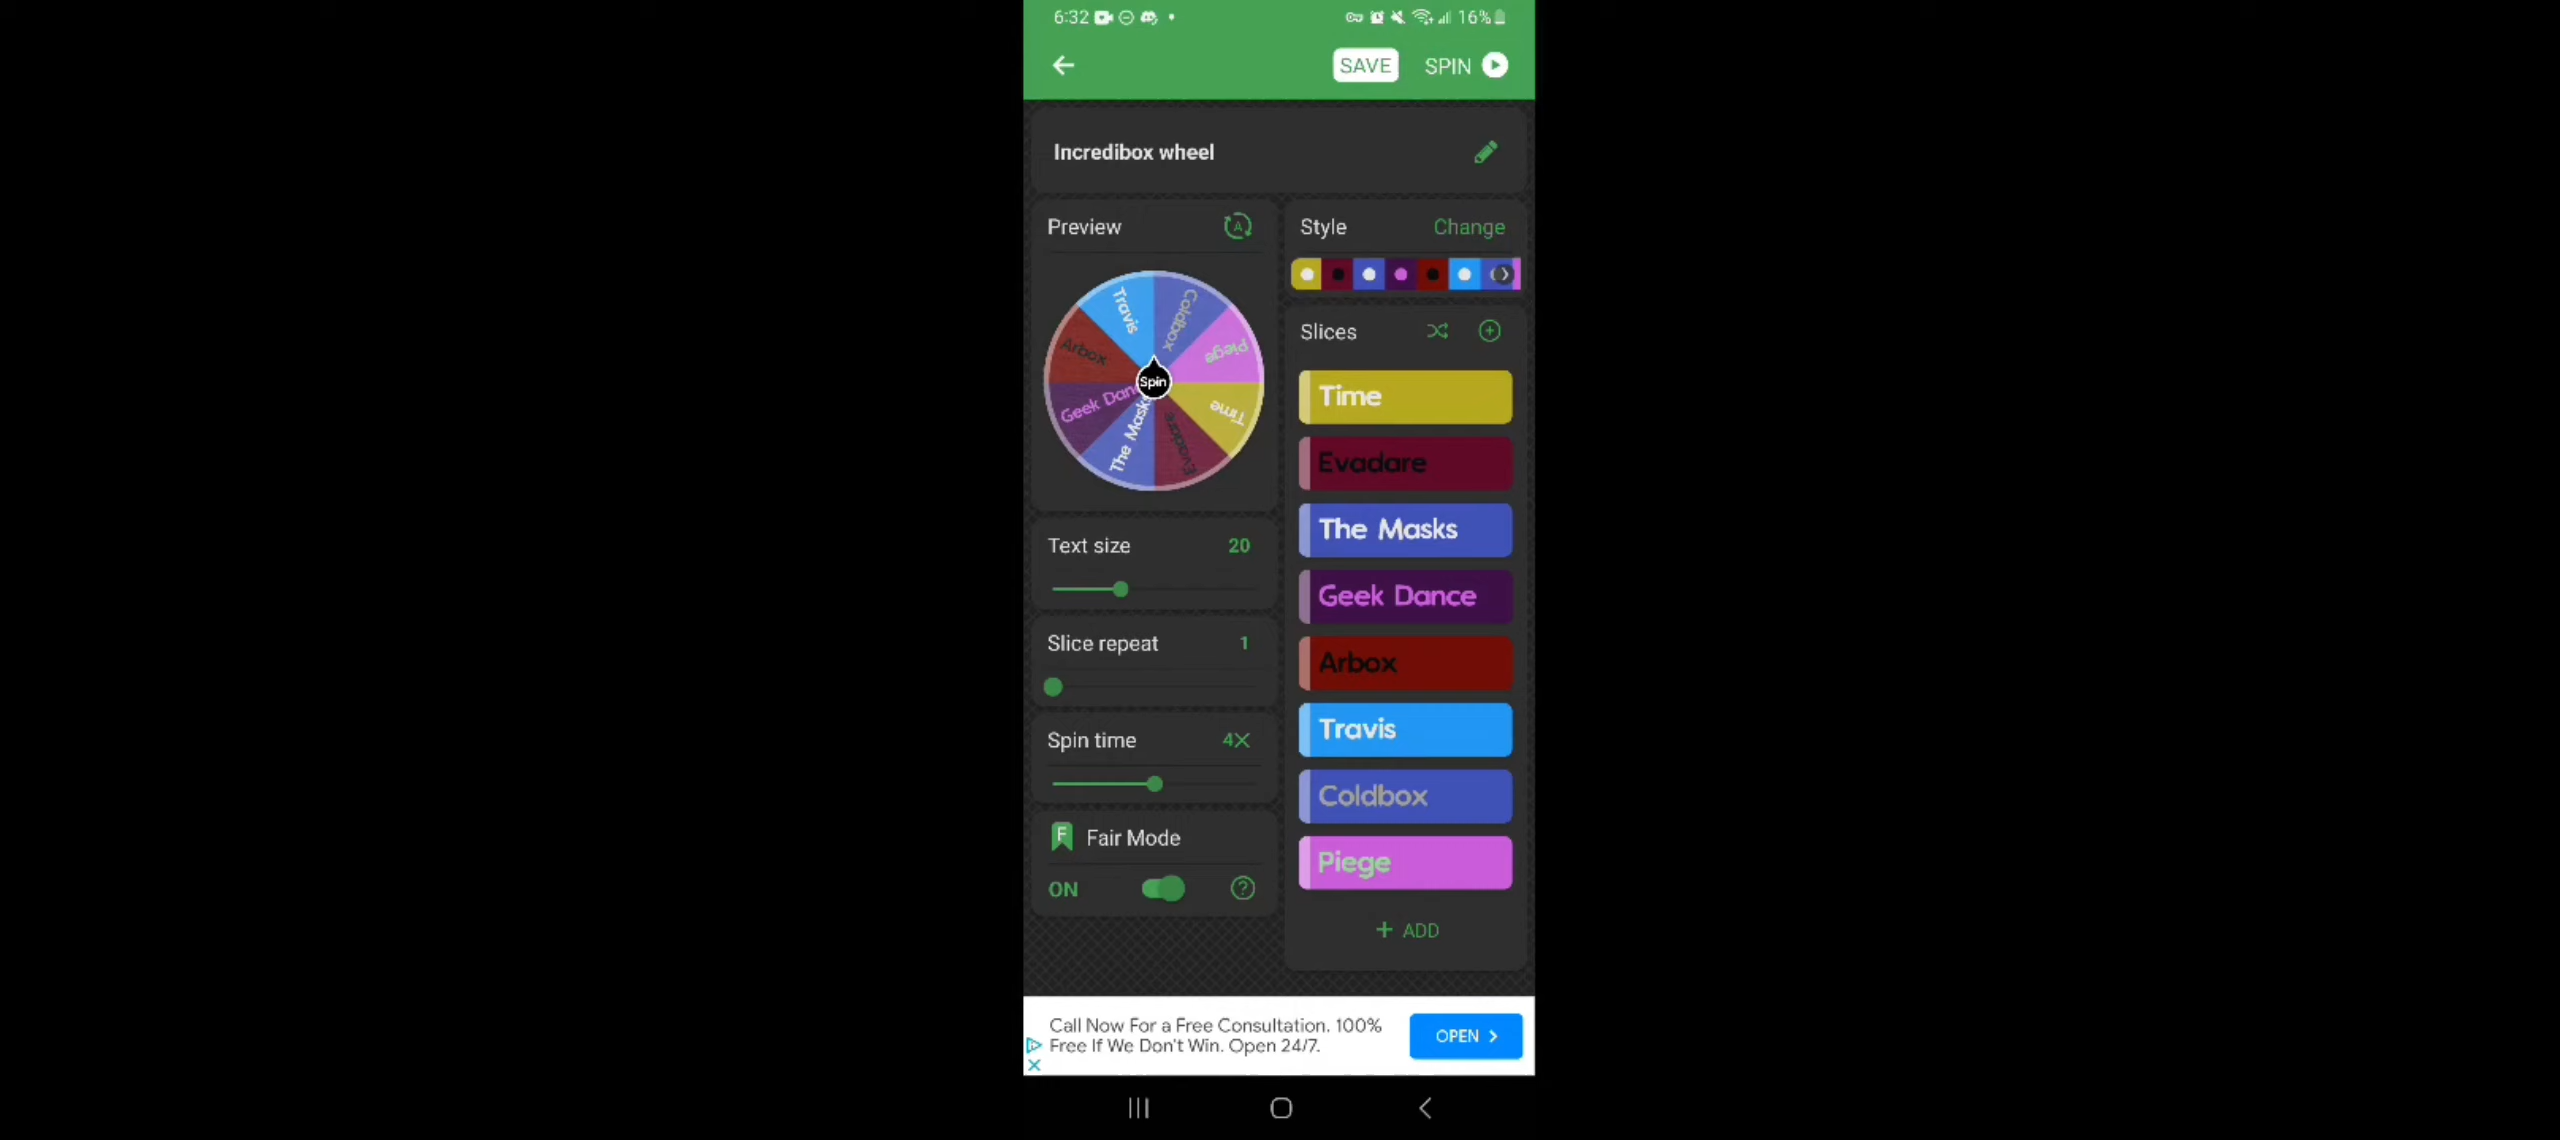 6:32
16%
SAVE SPIN
Incredibox wheel
Preview
A
Travis
Coldbox
Piege
Time
Evadare
The Masks
Geek Dan
Arbox
Spin
Text size 20
Slice repeat 1
Spin time 4X
F Fair Mode
ON
?
Style Change
Slices
Time
Evadare
The Masks
Geek Dance
Arbox
Travis
Coldbox
Piege
+ ADD
Call Now For a Free Consultation. 100%
Free If We Don't Win. Open 24/7.
OPEN